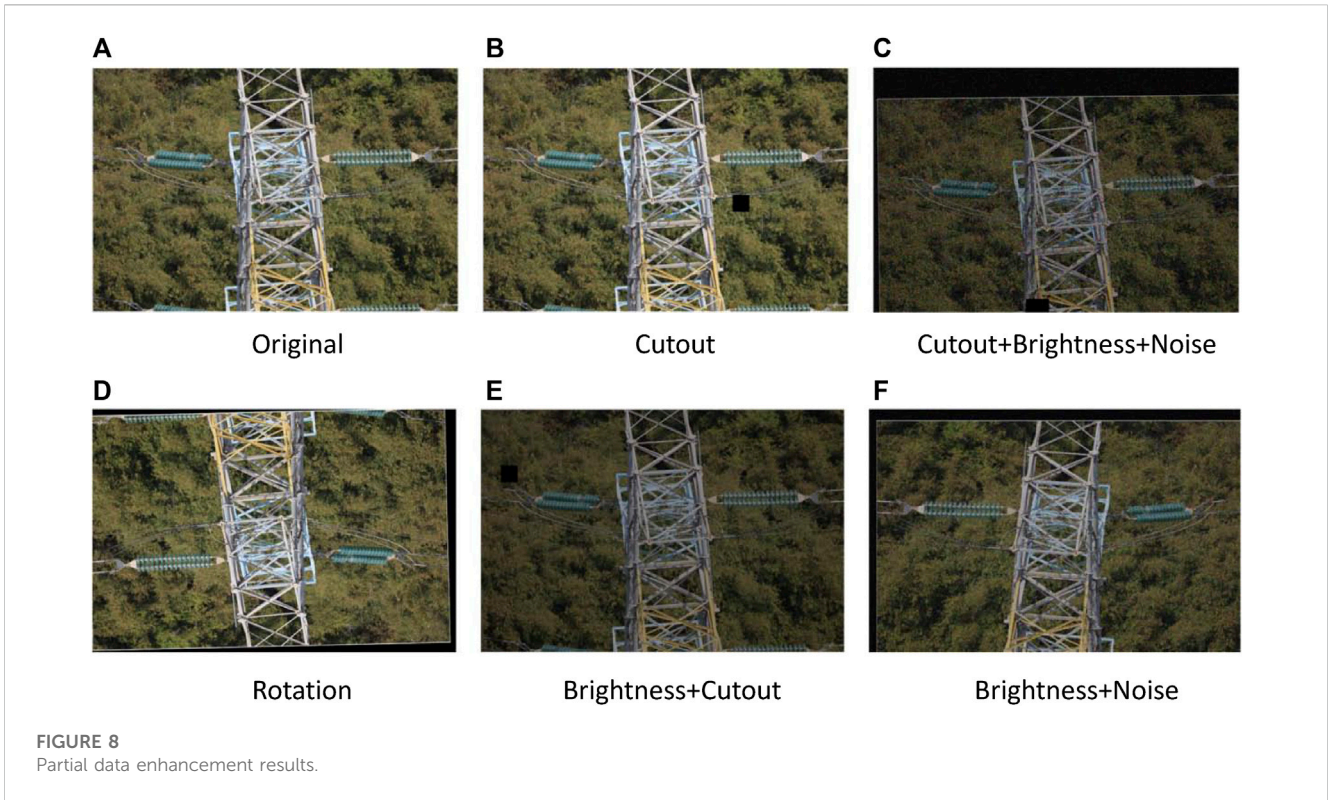 A
B
C
Original
Cutout
Cutout+Brightness+Noise
D
E
F
Rotation
Brightness+Cutout
Brightness+Noise
FIGURE 8
Partial data enhancement results.